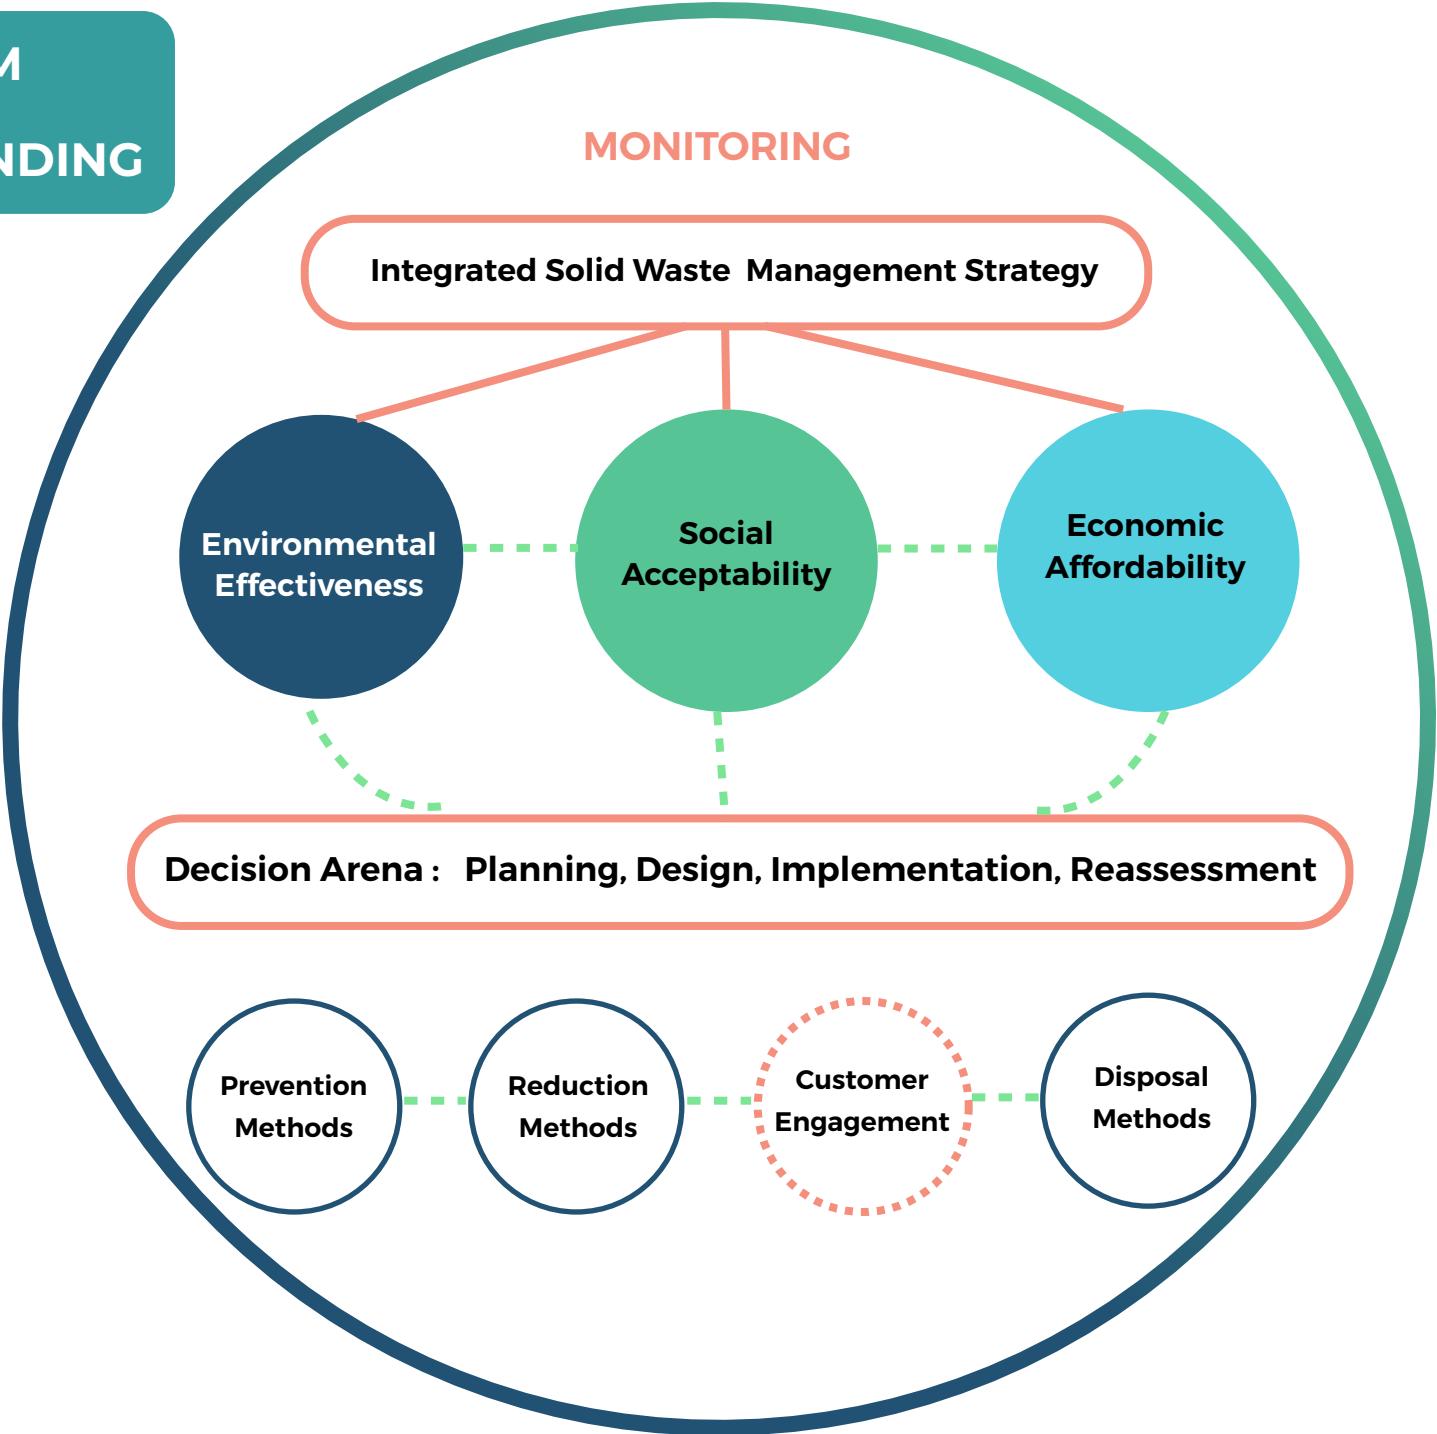 M
NDING
MONITORING
Integrated Solid Waste Management Strategy
Environmental
Effectiveness
Social
Acceptability
Economic
Affordability
Decision Arena : Planning, Design, Implementation, Reassessment
Prevention
Methods
Reduction
Methods
Customer
Engagement
Disposal
Methods